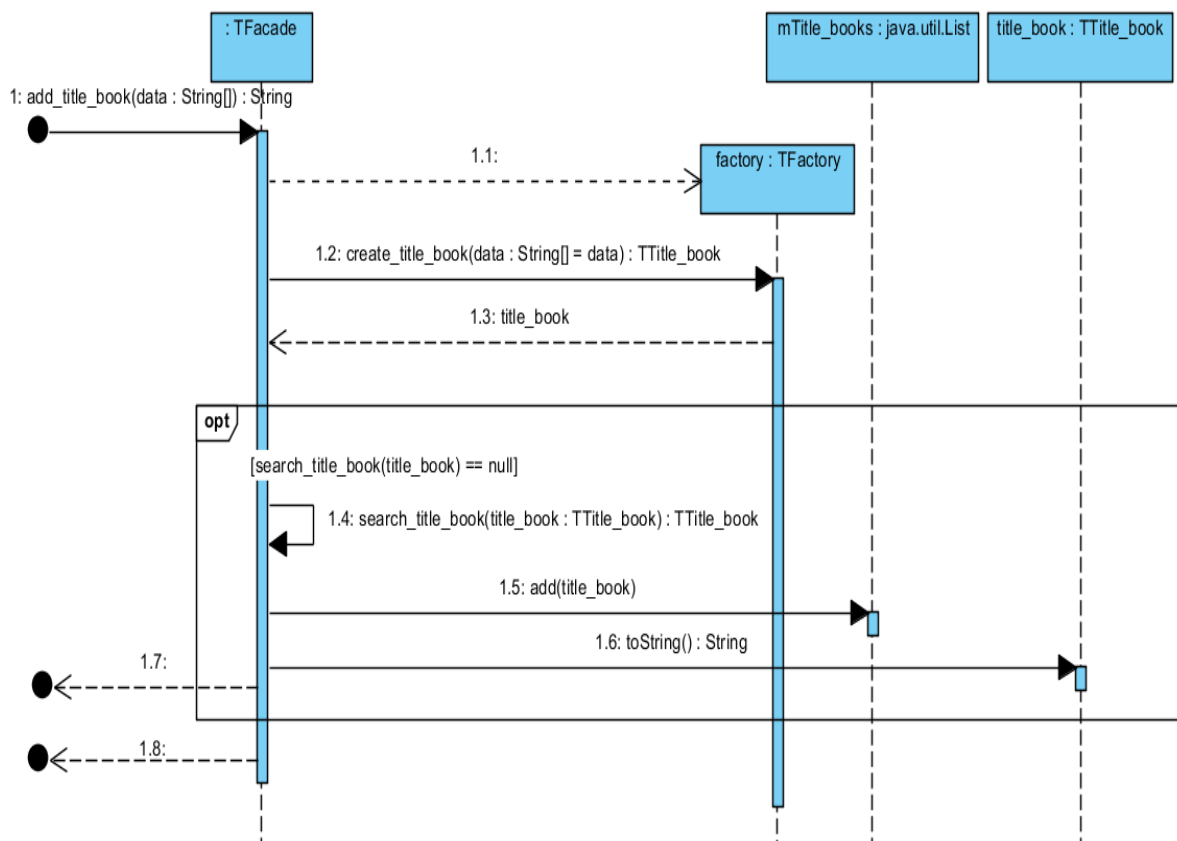 : TFacade
mTitle_books : java.util.List
title_book : TTitle_book
1: add_title_book(data : String[]) : String
1.1:
factory : TFactory
1.2: create_title_book(data : String[] = data) : TTitle_book
1.3: title_book
opt
[search_title_book(title_book) == null]
1.4: search_title_book(title_book : TTitle_book) : TTitle_book
1.5: add(title_book)
1.6: toString() : String
1.7:
1.8: